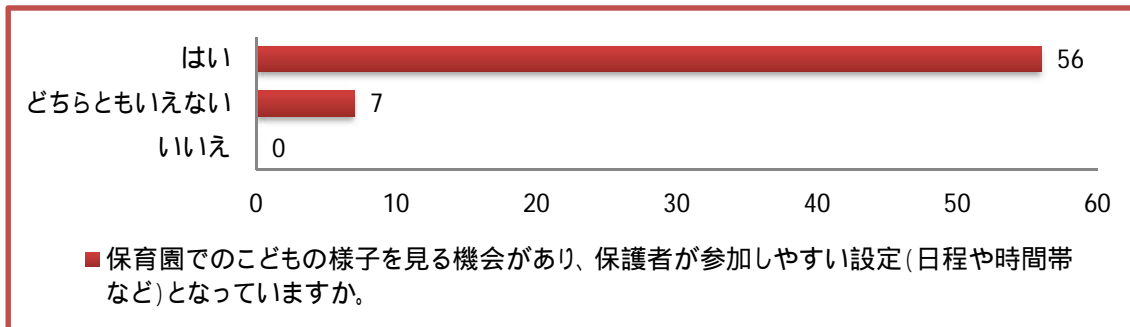 はい 56
どちらともいえない 7
いいえ 0
0 10 20 30 40 50 60
保育園でのこどもの様子を見る機会があり、保護者が参加しやすい設定(日程や時間帯
など)となっていますか。